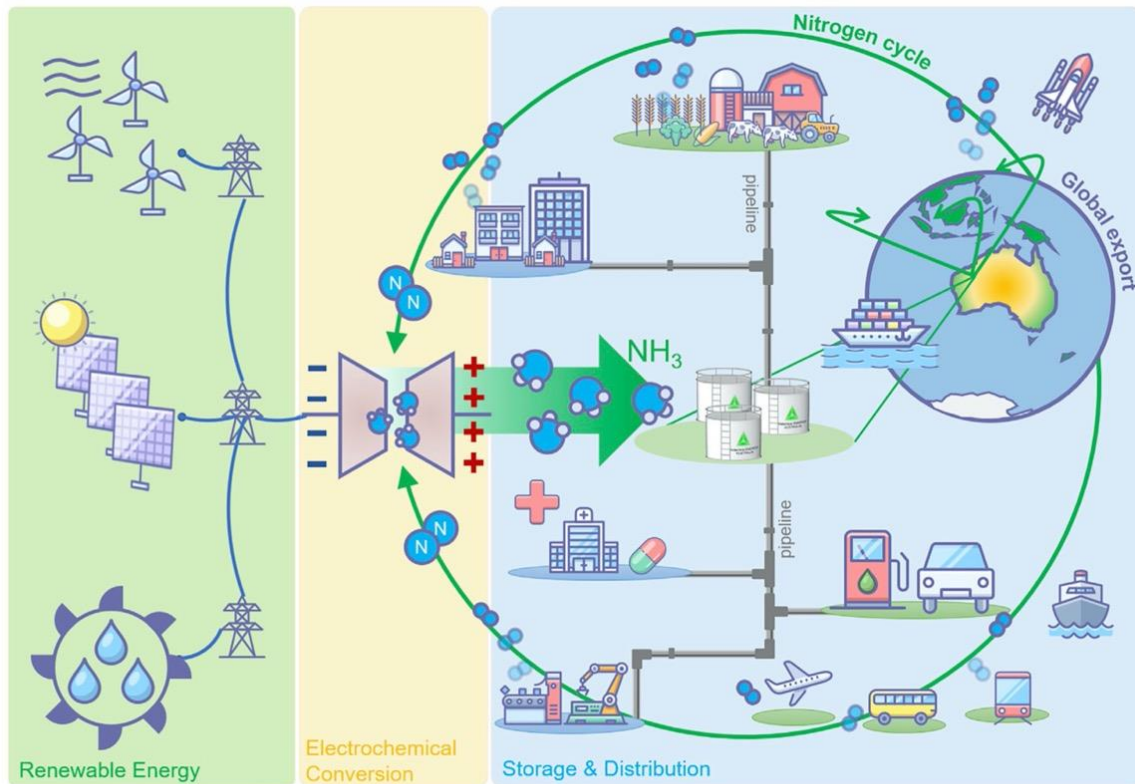 Nitrogen cycle
pipeline
Global export
N
N
NH₃
N
N
pipeline
Renewable Energy
Electrochemical
Conversion
Storage & Distribution